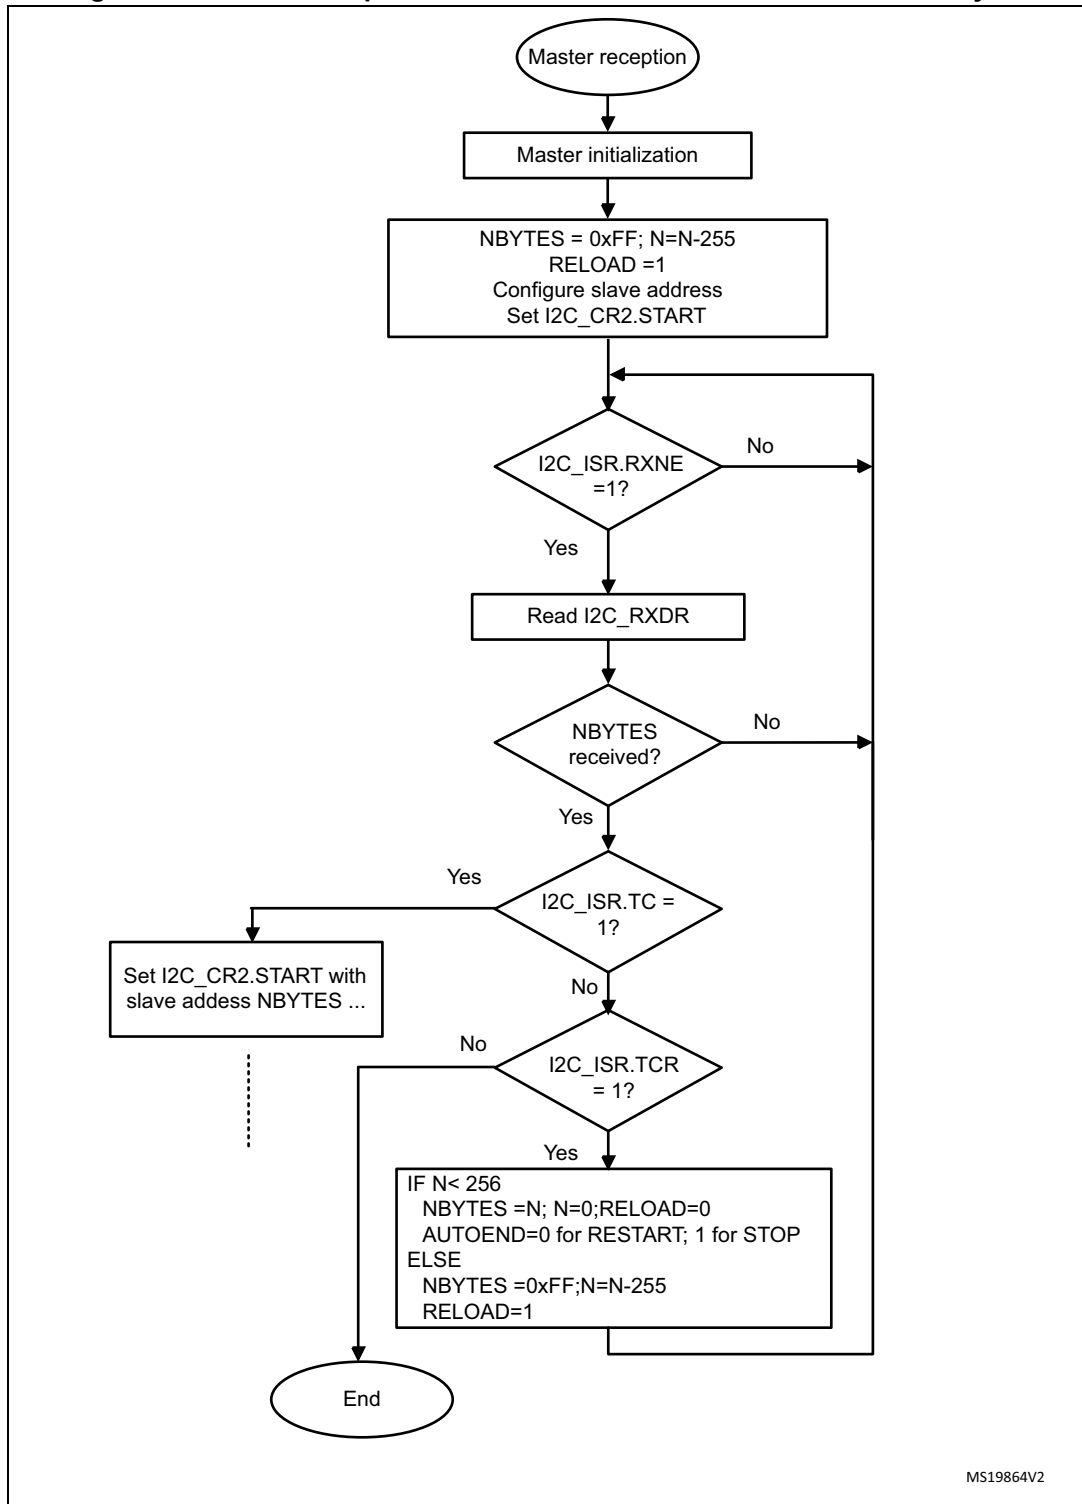 Master reception
Master initialization
NBYTES = 0xFF; N=N-255
RELOAD =1
Configure slave address
Set I2C_CR2.START
I2C_ISR.RXNE
=1?
No
Yes
Read I2C_RXDR
NBYTES
received?
No
Yes
I2C_ISR.TC =
1?
Yes
Set I2C_CR2.START with
slave addess NBYTES ...
No
I2C_ISR.TCR
= 1?
No
Yes
IF N< 256
NBYTES =N; N=0;RELOAD=0
AUTOEND=0 for RESTART; 1 for STOP
ELSE
NBYTES =0xFF;N=N-255
RELOAD=1
End
MS19864V2